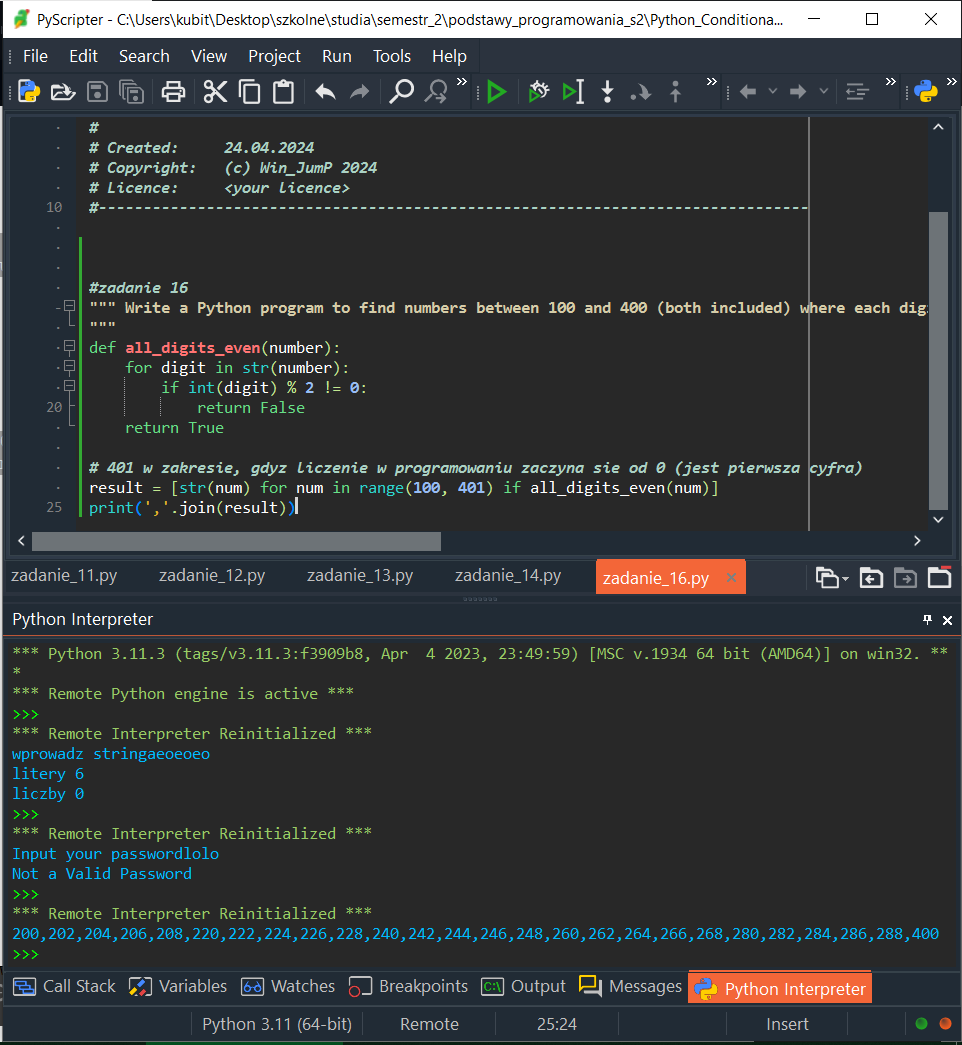 PyScripter - C:\Users\kubit\Desktop\szkolne\studia\semestr_2\podstawy_programowania_s2\Python_Conditiona...
File Edit Search View Project Run Tools Help
#
# Created:     24.04.2024
# Copyright:   (c) Win_JumP 2024
# Licence:     <your licence>
10 #-------------------------------------------------------------------------------
#zadanie 16
""" Write a Python program to find numbers between 100 and 400 (both included) where each dig
"""
def all_digits_even(number):
    for digit in str(number):
        if int(digit) % 2 != 0:
20             return False
    return True
# 401 w zakresie, gdyz liczenie w programowaniu zaczyna sie od 0 (jest pierwsza cyfra)
result = [str(num) for num in range(100, 401) if all_digits_even(num)]
25 print(','.join(result))
zadanie_11.py zadanie_12.py zadanie_13.py zadanie_14.py zadanie_16.py
Python Interpreter
*** Python 3.11.3 (tags/v3.11.3:f3909b8, Apr  4 2023, 23:49:59) [MSC v.1934 64 bit (AMD64)] on win32. **
*
*** Remote Python engine is active ***
>>>
*** Remote Interpreter Reinitialized ***
wprowadz stringaeoeoeo
litery 6
liczby 0
>>>
*** Remote Interpreter Reinitialized ***
Input your passwordlolo
Not a Valid Password
>>>
*** Remote Interpreter Reinitialized ***
200,202,204,206,208,220,222,224,226,228,240,242,244,246,248,260,262,264,266,268,280,282,284,286,288,400
>>>
Call Stack Variables Watches Breakpoints Output Messages Python Interpreter
Python 3.11 (64-bit) Remote 25:24 Insert